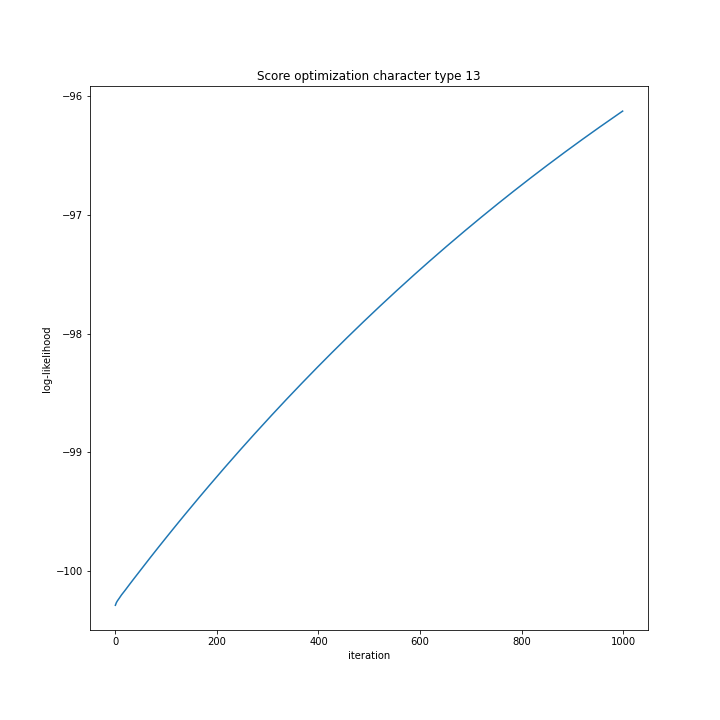 Score optimization character type 13
−96
−97
−98
−99
−100
log-likelihood
0 200 400 600 800 1000
iteration